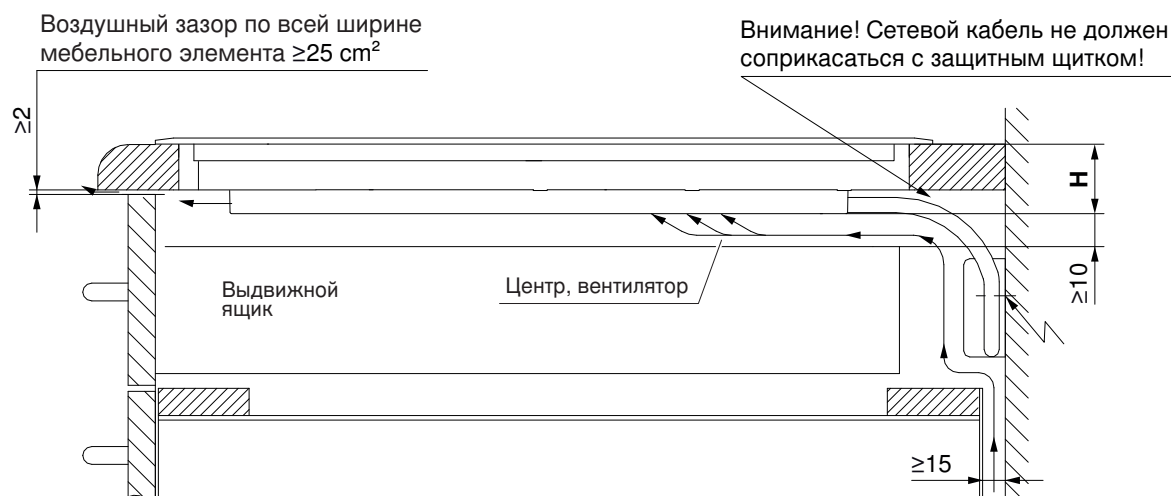 Воздушный зазор по всей ширине
мебельного элемента ≥25 cm²
Внимание! Сетевой кабель не должен
соприкасаться с защитным щитком!
≥2
H
Центр, вентилятор
Выдвижной
ящик
≥10
≥15